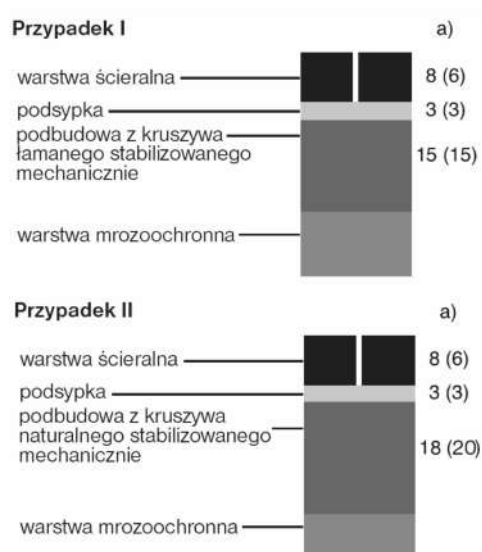 Przypadek I a)
warstwa ścieralna 8 (6)
podsypka 3 (3)
podbudowa z kruszywa
łamanego stabilizowanego 15 (15)
mechanicznie
warstwa mrozoochronna
Przypadek II a)
warstwa ścieralna 8 (6)
podsypka 3 (3)
podbudowa z kruszywa
naturalnego stabilizowanego
mechanicznie 18 (20)
warstwa mrozoochronna